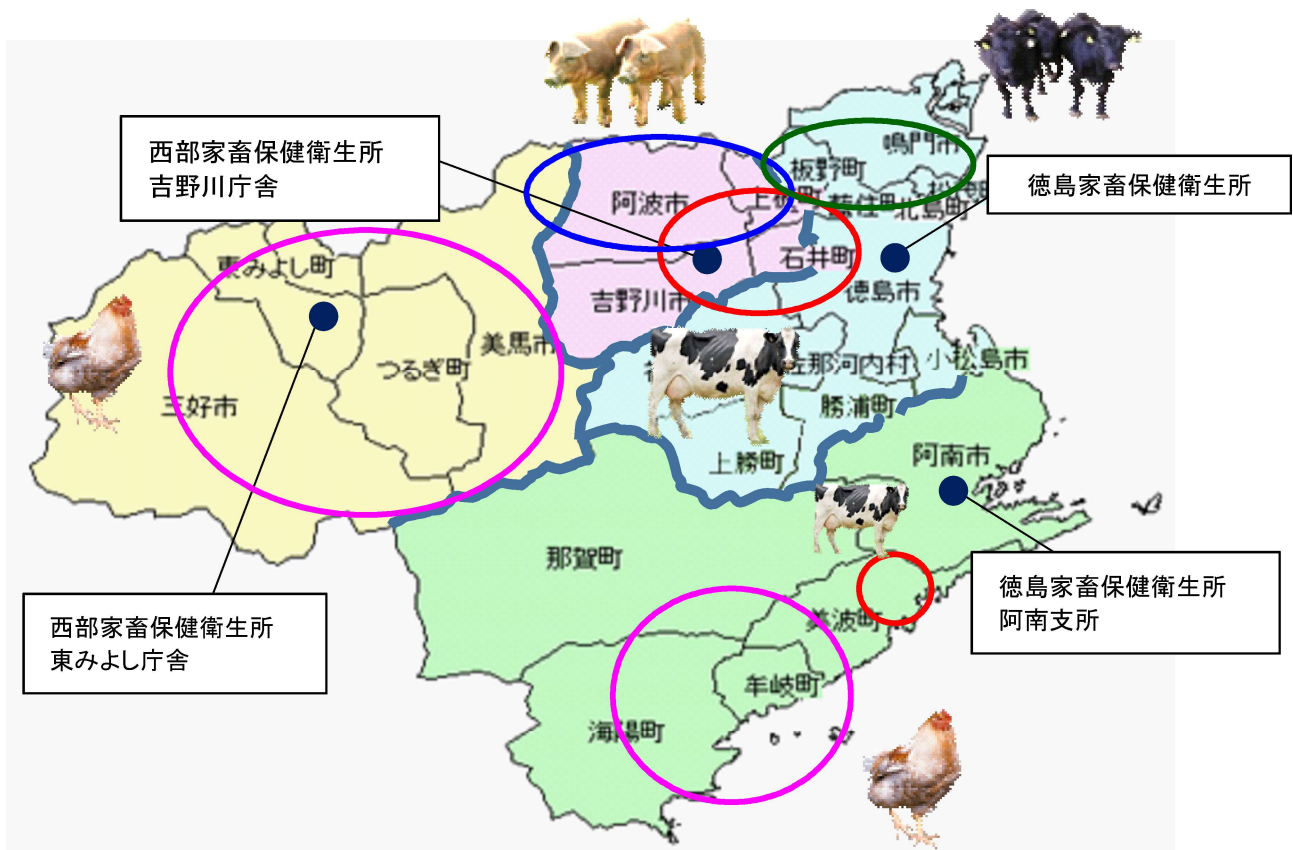 西部家畜保健衛生所
吉野川庁舎
徳島家畜保健衛生所
鳴門市
板野町
阿波市
上板町
藍住町
北島町
石井町
徳島市
東みよし町
吉野川市
美馬市
つるぎ町
佐那河内村
小松島市
三好市
勝浦町
上勝町
阿南市
那賀町
徳島家畜保健衛生所
阿南支所
西部家畜保健衛生所
東みよし庁舎
美波町
牟岐町
海陽町